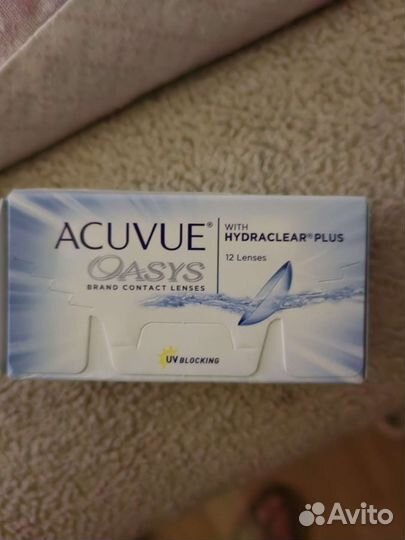 ACUVUE®
OASYS
BRAND CONTACT LENSES
WITH
HYDRACLEAR® PLUS
12 Lenses
UV BLOCKING
Avito